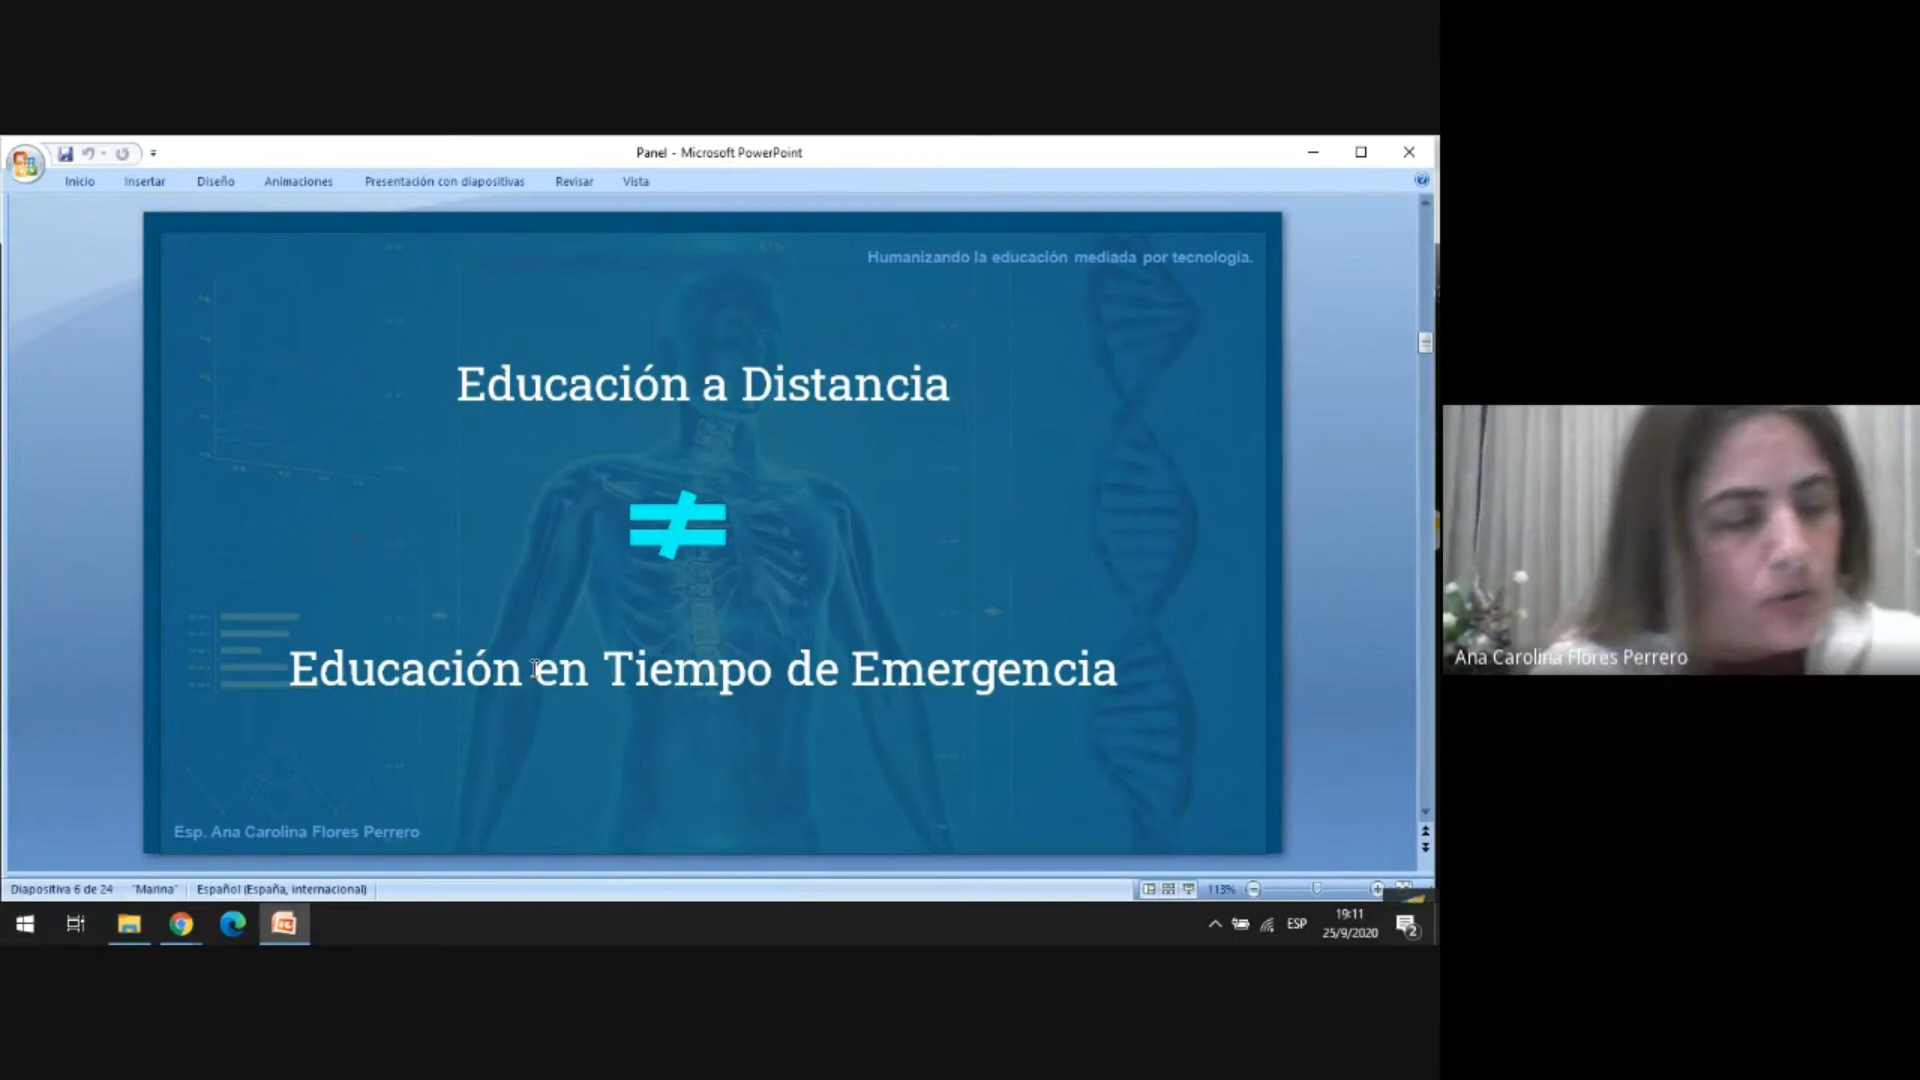 Panel - Microsoft PowerPoint
Inicio
Insertar
Diseño
Animaciones
Presentación con diapositivas
Revisar
Vista
Humanizando la educación mediada por tecnología.
Educación a Distancia
≠
Educación en Tiempo de Emergencia
Esp. Ana Carolina Flores Perrero
Ana Carolina Flores Perrero
Diapositiva 6 de 24
"Marina"
Español (España, internacional)
113%
ESP
19:11
25/9/2020
2